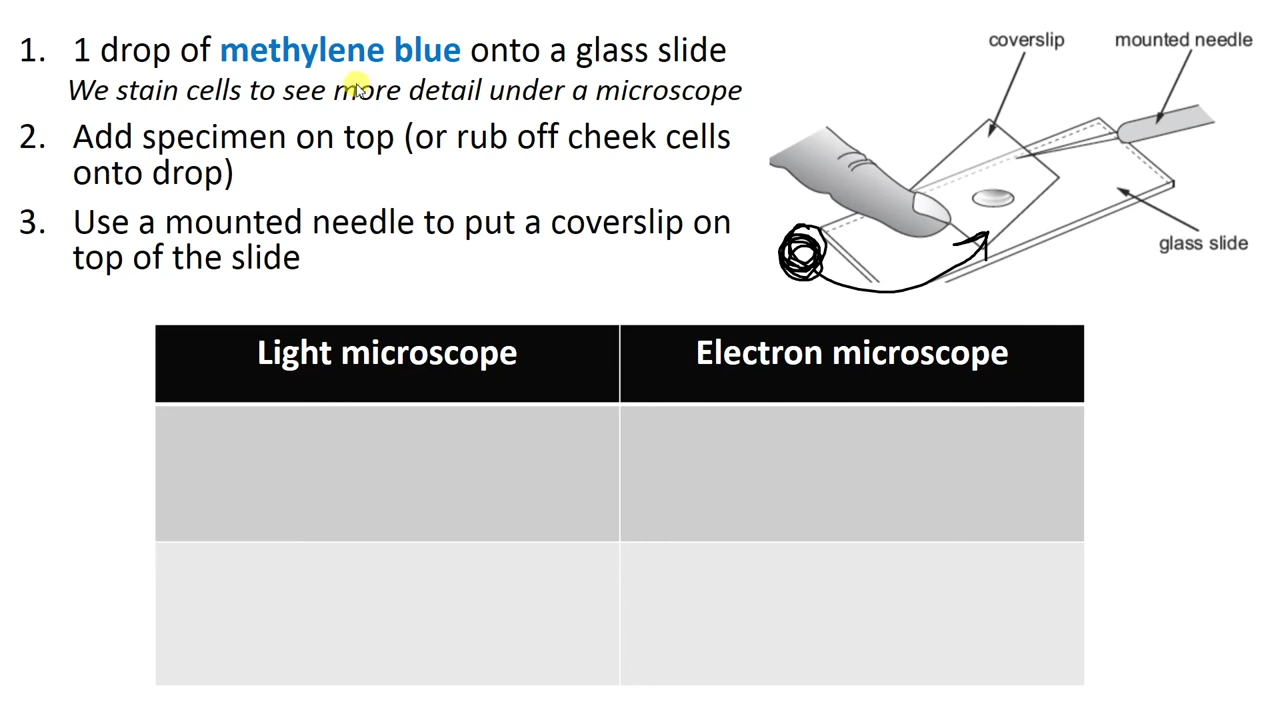 1. 1 drop of methylene blue onto a glass slide
We stain cells to see more detail under a microscope
2. Add specimen on top (or rub off cheek cells
onto drop)
3. Use a mounted needle to put a coverslip on
top of the slide
coverslip
mounted needle
glass slide
Light microscope
Electron microscope